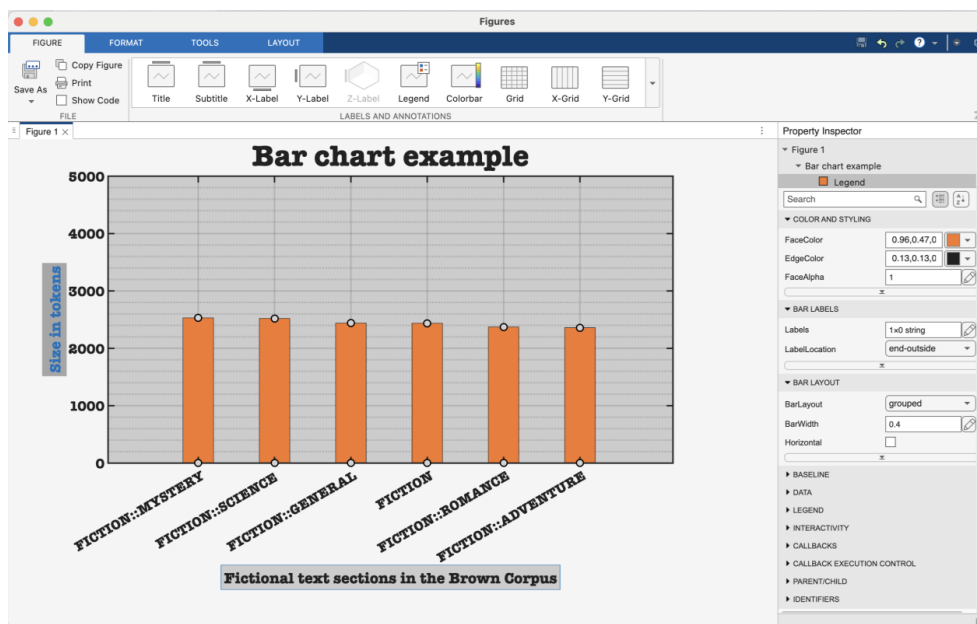 Figures
FIGURE FORMAT TOOLS LAYOUT
Save As
Copy Figure
Print
Show Code
FILE
Title Subtitle X-Label Y-Label Z-Label Legend Colorbar Grid X-Grid Y-Grid
LABELS AND ANNOTATIONS
Figure 1
Bar chart example
5000
4000
3000
2000
1000
0
Size in tokens
FICTION::MYSTERY
FICTION::SCIENCE
FICTION::GENERAL
FICTION
FICTION::ROMANCE
FICTION::ADVENTURE
Fictional text sections in the Brown Corpus
Property Inspector
Figure 1
Bar chart example
Legend
Search
COLOR AND STYLING
FaceColor 0.96,0.47,0
EdgeColor 0.13,0.13,0
FaceAlpha 1
BAR LABELS
Labels 1×0 string
LabelLocation end-outside
BAR LAYOUT
BarLayout grouped
BarWidth 0.4
Horizontal
BASELINE
DATA
LEGEND
INTERACTIVITY
CALLBACKS
CALLBACK EXECUTION CONTROL
PARENT/CHILD
IDENTIFIERS